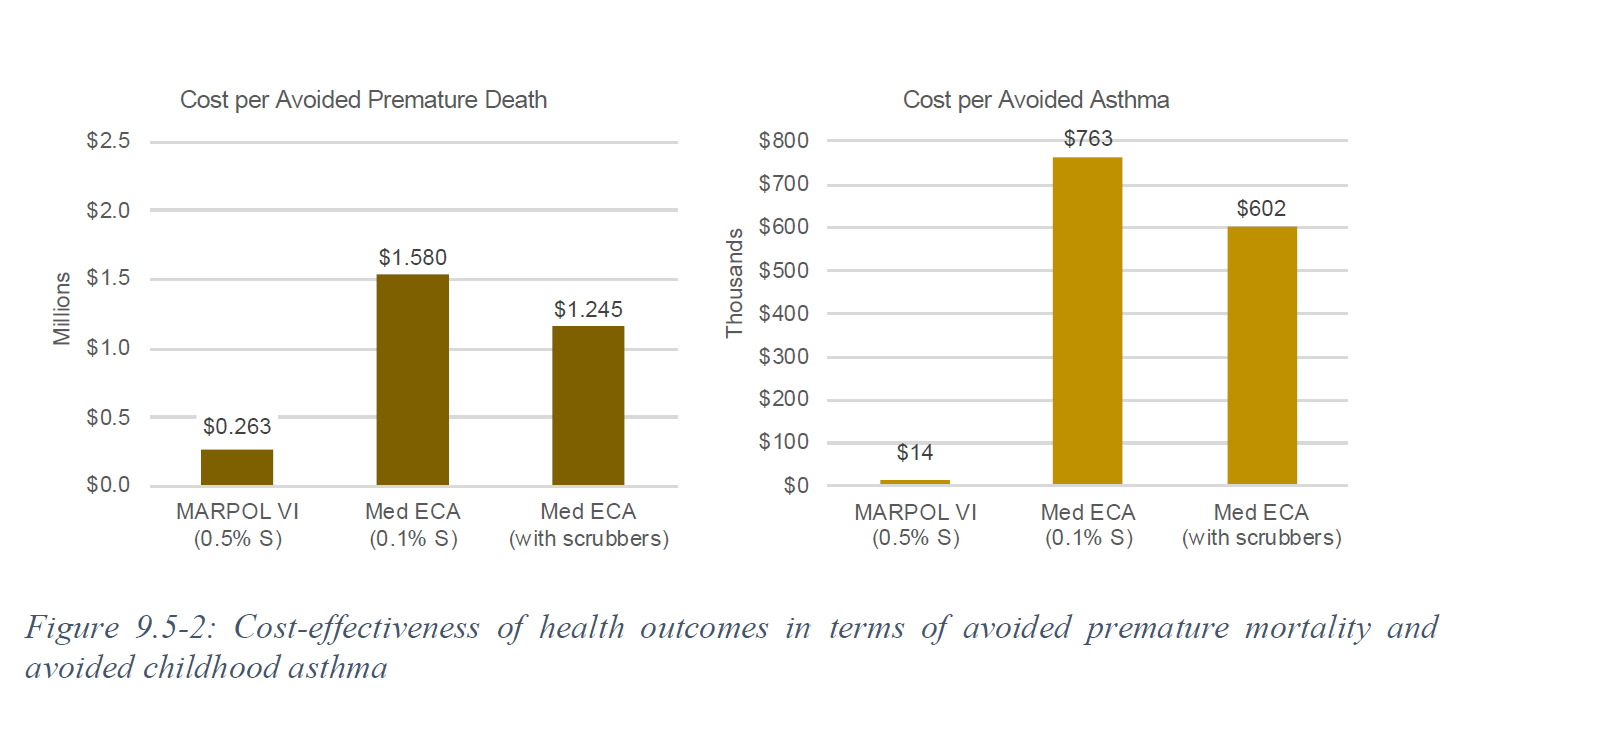 Cost per Avoided Premature Death
$2.5
$2.0
$1.5
$1.0
$0.5
$0.0
Millions
$0.263
$1.580
$1.245
MARPOL VI
(0.5% S)
Med ECA
(0.1% S)
Med ECA
(with scrubbers)
Cost per Avoided Asthma
$800
$700
$600
$500
$400
$300
$200
$100
$0
Thousands
$14
$763
$602
MARPOL VI
(0.5% S)
Med ECA
(0.1% S)
Med ECA
(with scrubbers)
Figure 9.5-2: Cost-effectiveness of health outcomes in terms of avoided premature mortality and
avoided childhood asthma